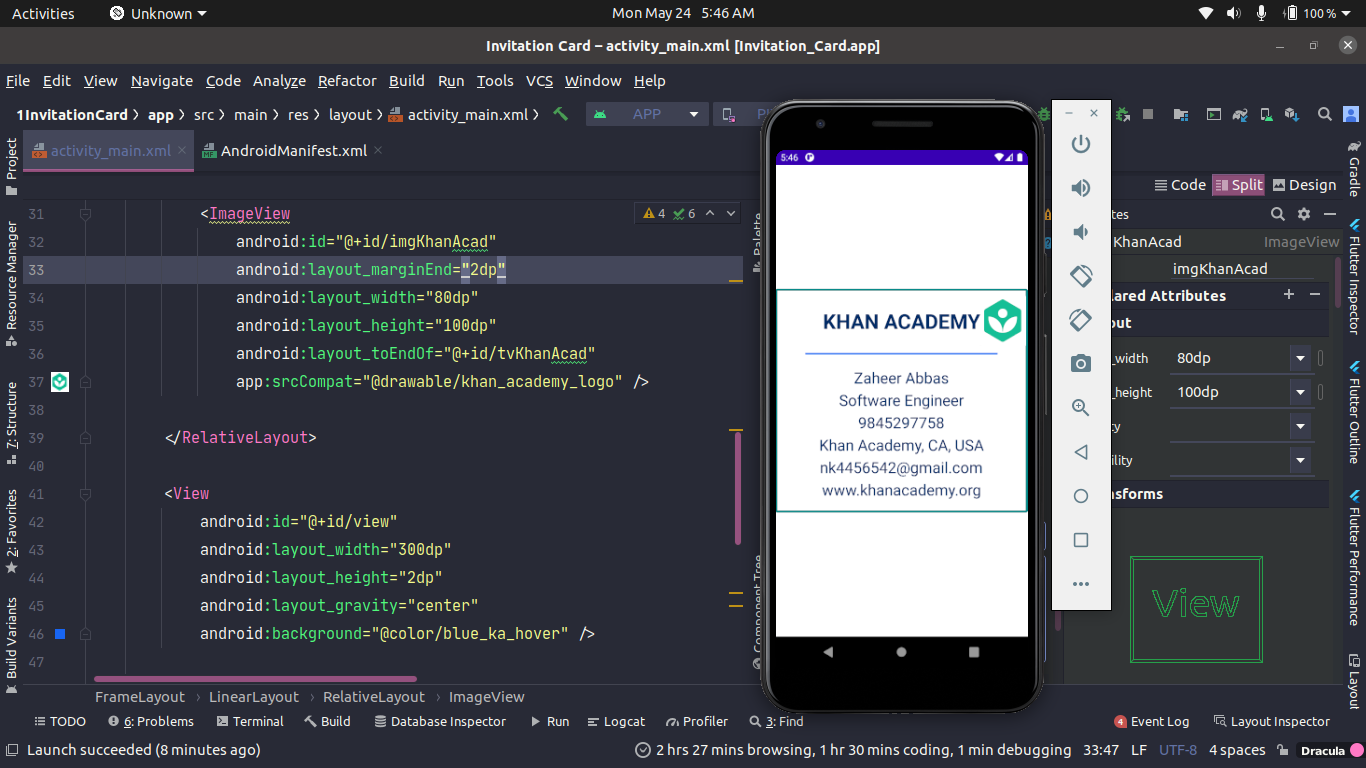 Activities
Unknown
Mon May 24 5:46 AM
100 %
Invitation Card – activity_main.xml [Invitation_Card.app]
File Edit View Navigate Code Analyze Refactor Build Run Tools VCS Window Help
1InvitationCard app src main res layout activity_main.xml
APP
activity_main.xml
AndroidManifest.xml
Code Split Design
Project
Resource Manager
7: Structure
2: Favorites
Build Variants
31 <ImageView
32 android:id="@+id/imgKhanAcad"
33 android:layout_marginEnd="2dp"
34 android:layout_width="80dp"
35 android:layout_height="100dp"
36 android:layout_toEndOf="@+id/tvKhanAcad"
37 app:srcCompat="@drawable/khan_academy_logo" />
38
39 </RelativeLayout>
40
41 <View
42 android:id="@+id/view"
43 android:layout_width="300dp"
44 android:layout_height="2dp"
45 android:layout_gravity="center"
46 android:background="@color/blue_ka_hover" />
47
4 6
Palette
Component Tree
5:46
KHAN ACADEMY
Zaheer Abbas
Software Engineer
9845297758
Khan Academy, CA, USA
nk4456542@gmail.com
www.khanacademy.org
tes
KhanAcad ImageView
imgKhanAcad
lared Attributes
out
_width 80dp
_height 100dp
ity
ility
nsforms
View
Gradle
Flutter Inspector
Flutter Outline
Flutter Performance
Layout
FrameLayout › LinearLayout › RelativeLayout › ImageView
TODO
6: Problems
Terminal
Build
Database Inspector
Run
Logcat
Profiler
3: Find
4 Event Log
Layout Inspector
Launch succeeded (8 minutes ago)
2 hrs 27 mins browsing, 1 hr 30 mins coding, 1 min debugging
33:47 LF UTF-8 4 spaces
Dracula